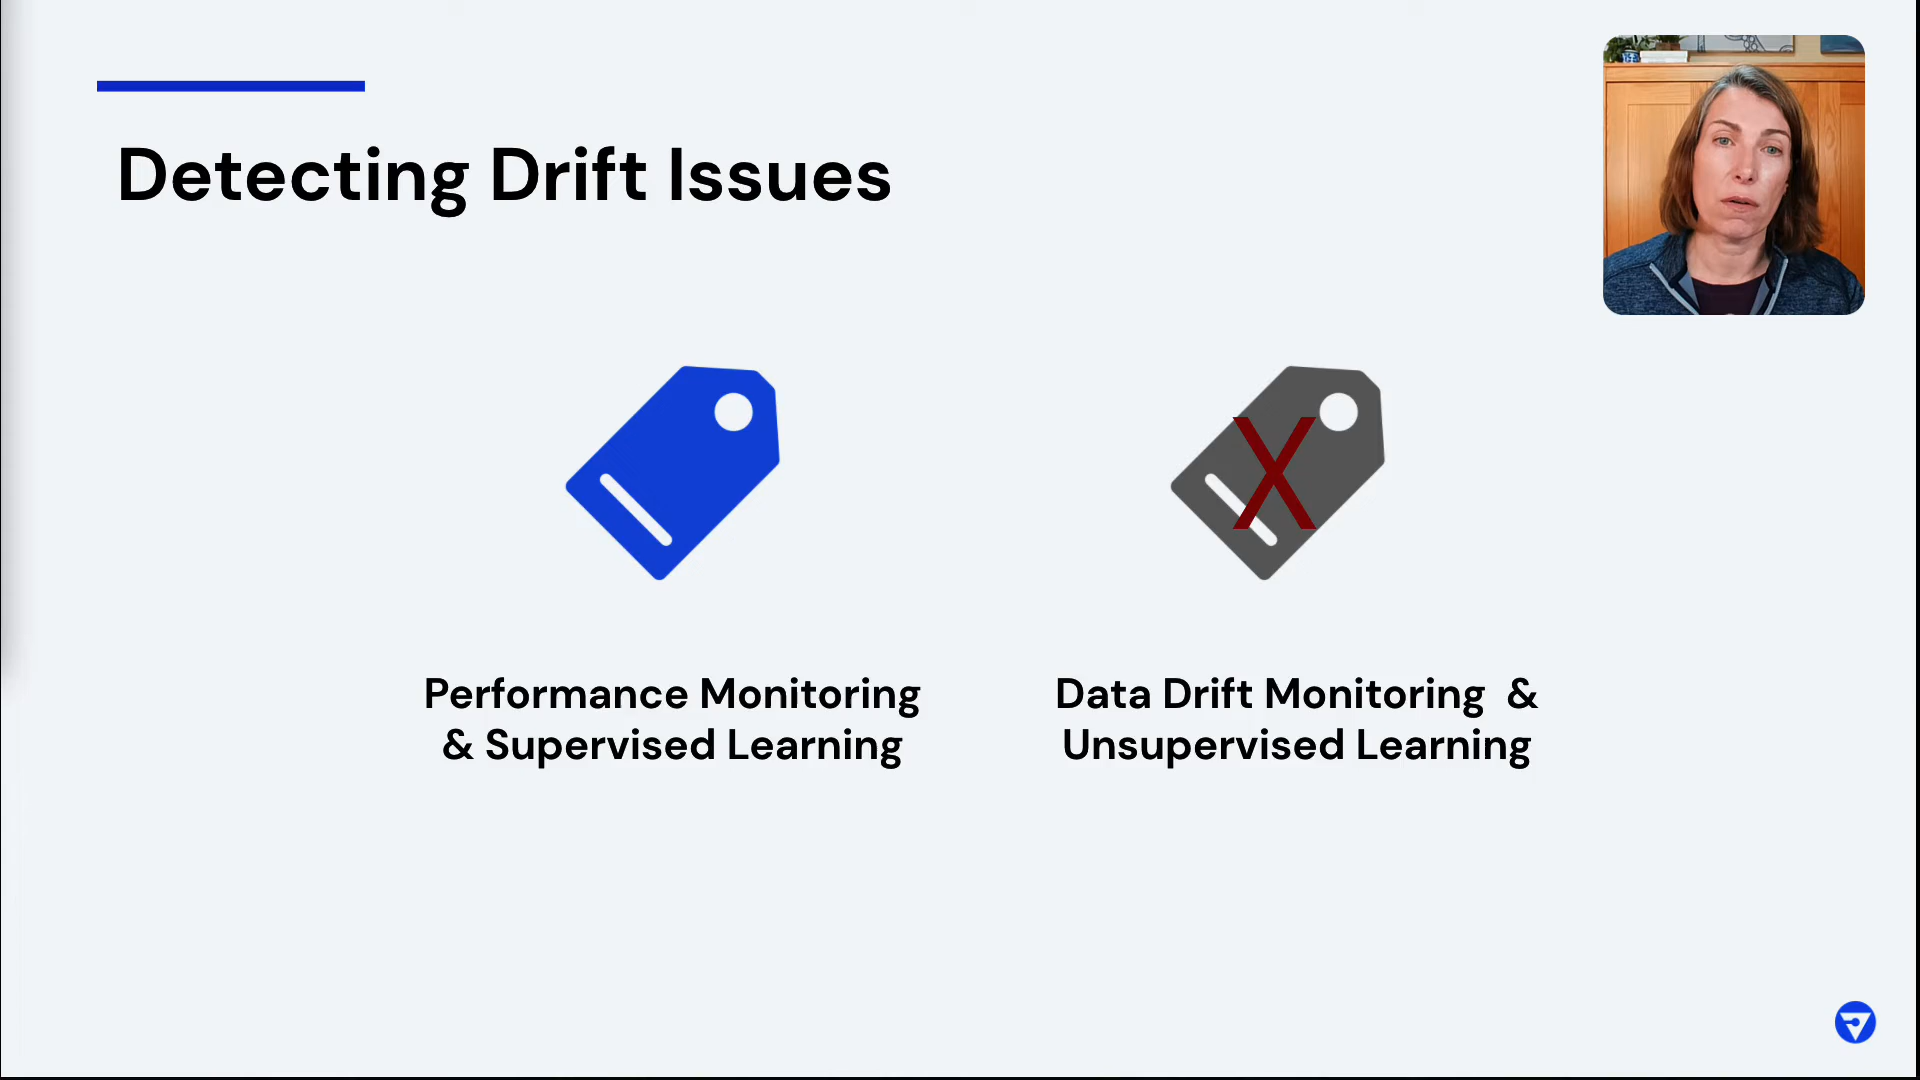 Detecting Drift Issues
X
Performance Monitoring
& Supervised Learning
Data Drift Monitoring &
Unsupervised Learning